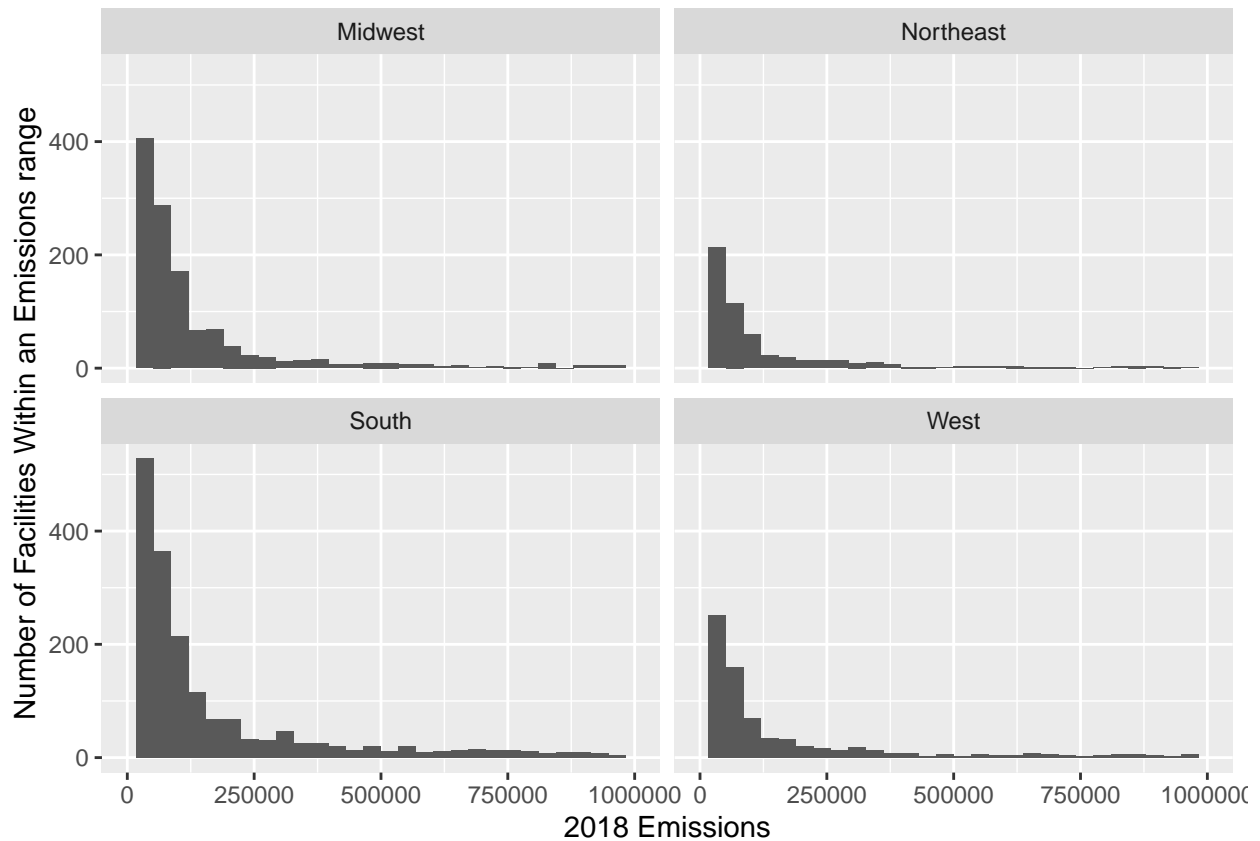 Midwest
Northeast
400
200
0
South
West
400
200
0
0
250000
500000
750000
1000000
0
250000
500000
750000
1000000
2018 Emissions
Number of Facilities Within an Emissions range